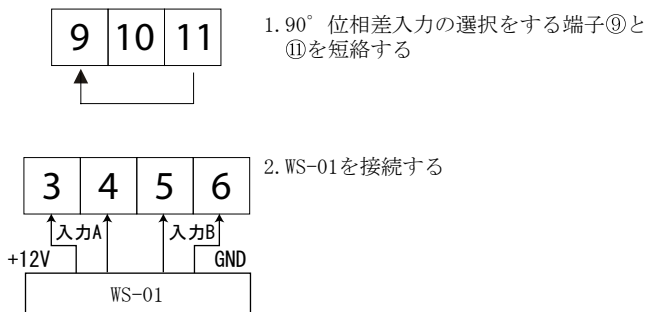 9 10 11
1.90°位相差入力の選択をする端子⑨と
⑪を短絡する
3 4 5 6
2.WS-01を接続する
入力A 入力B
+12V GND
WS-01